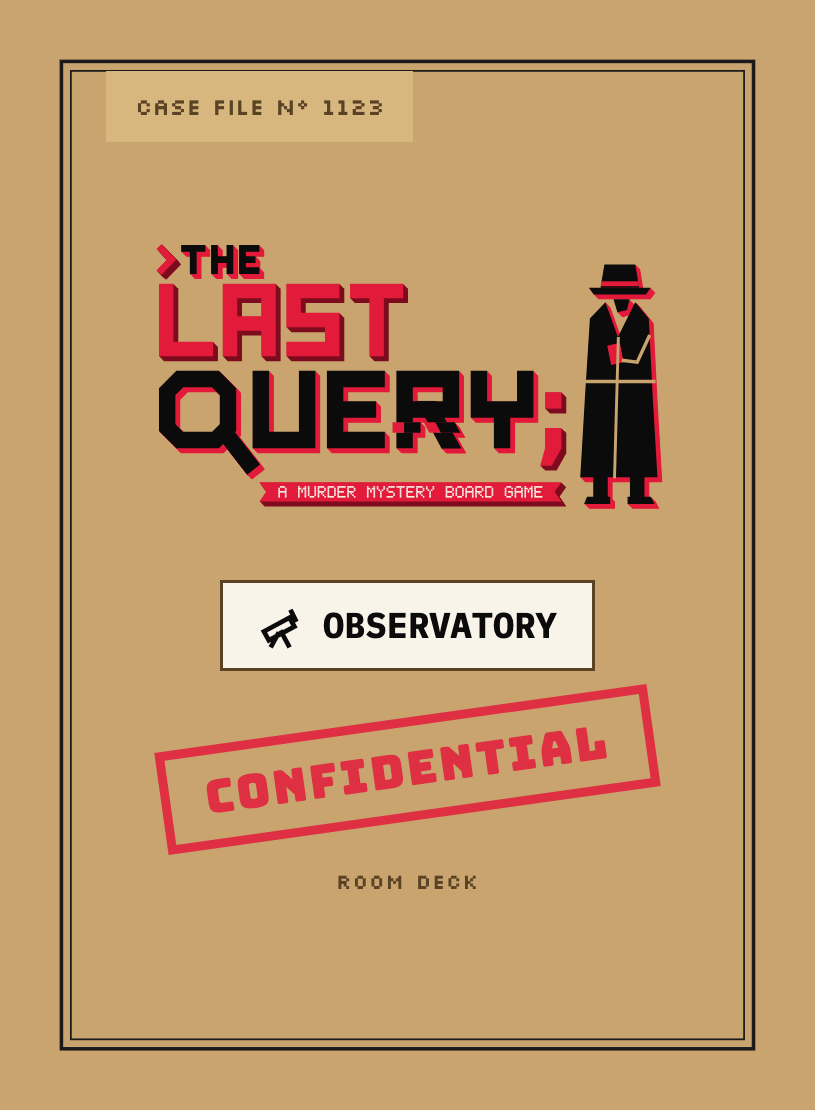 CASE FILE Nº 1123
>THE
LAST
QUERY;
A MURDER MYSTERY BOARD GAME
OBSERVATORY
CONFIDENTIAL
ROOM DECK